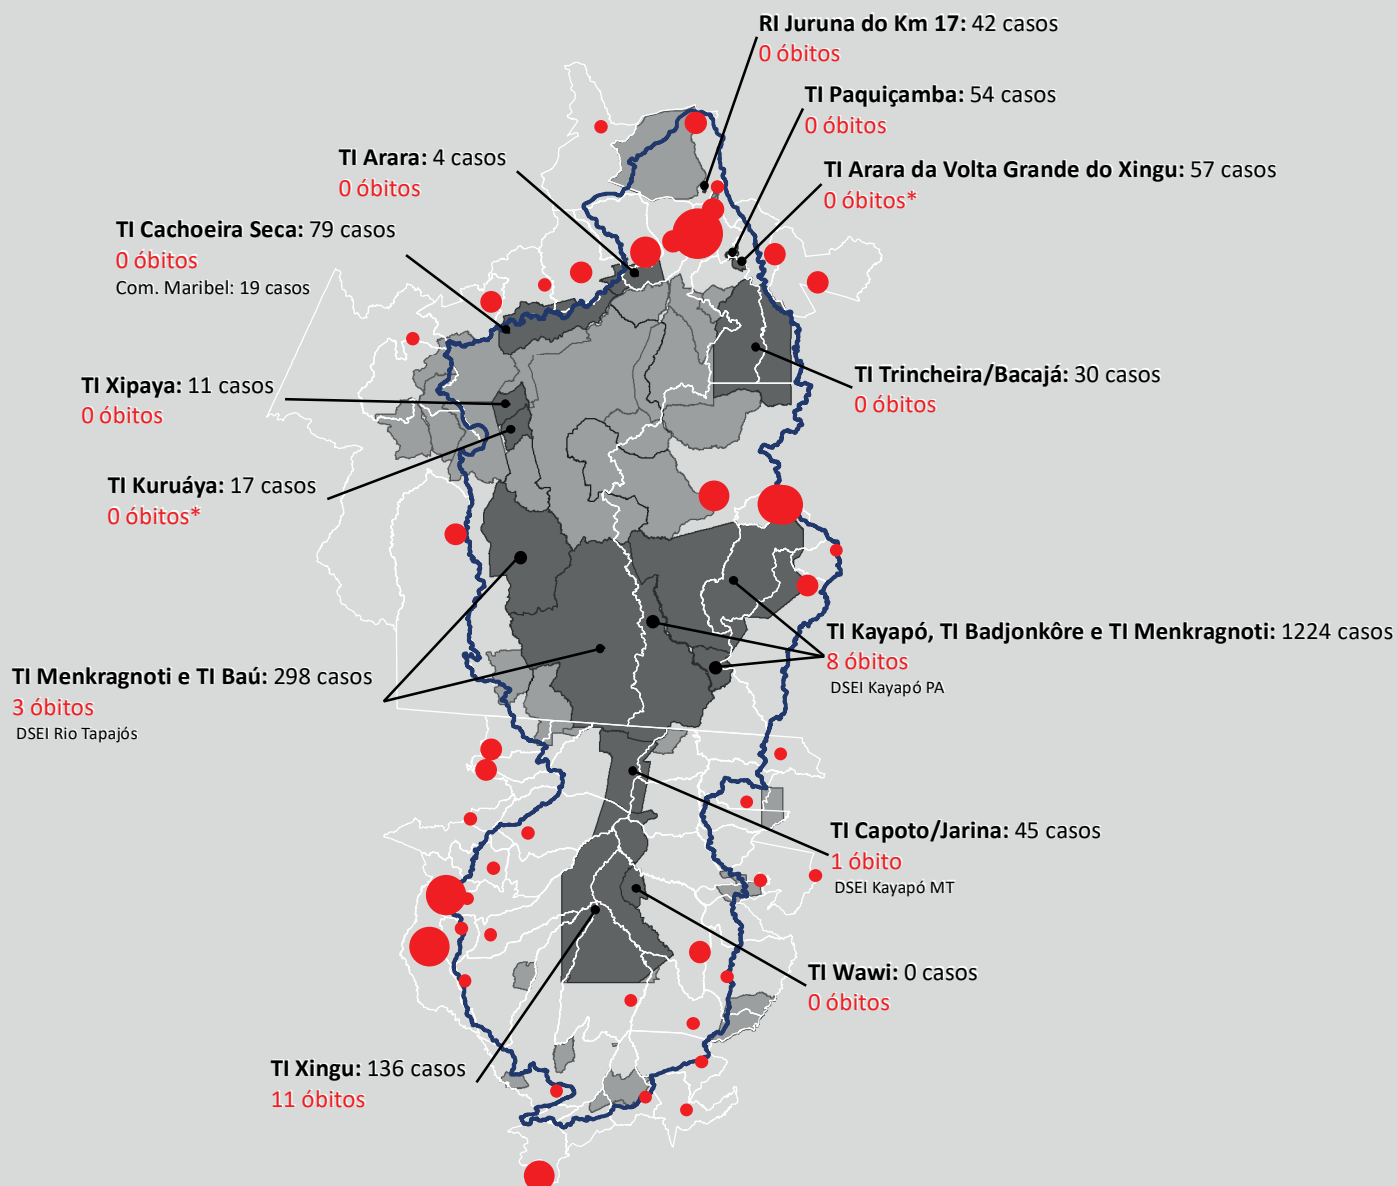 RI Juruna do Km 17: 42 casos
0 óbitos
TI Paquiçamba: 54 casos
0 óbitos
TI Arara: 4 casos
0 óbitos
TI Arara da Volta Grande do Xingu: 57 casos
0 óbitos*
TI Cachoeira Seca: 79 casos
0 óbitos
Com. Maribel: 19 casos
TI Xipaya: 11 casos
0 óbitos
TI Trincheira/Bacajá: 30 casos
0 óbitos
TI Kuruáya: 17 casos
0 óbitos*
TI Kayapó, TI Badjonkôre e TI Menkragnoti: 1224 casos
8 óbitos
DSEI Kayapó PA
TI Menkragnoti e TI Baú: 298 casos
3 óbitos
DSEI Rio Tapajós
TI Capoto/Jarina: 45 casos
1 óbito
DSEI Kayapó MT
TI Wawi: 0 casos
0 óbitos
TI Xingu: 136 casos
11 óbitos